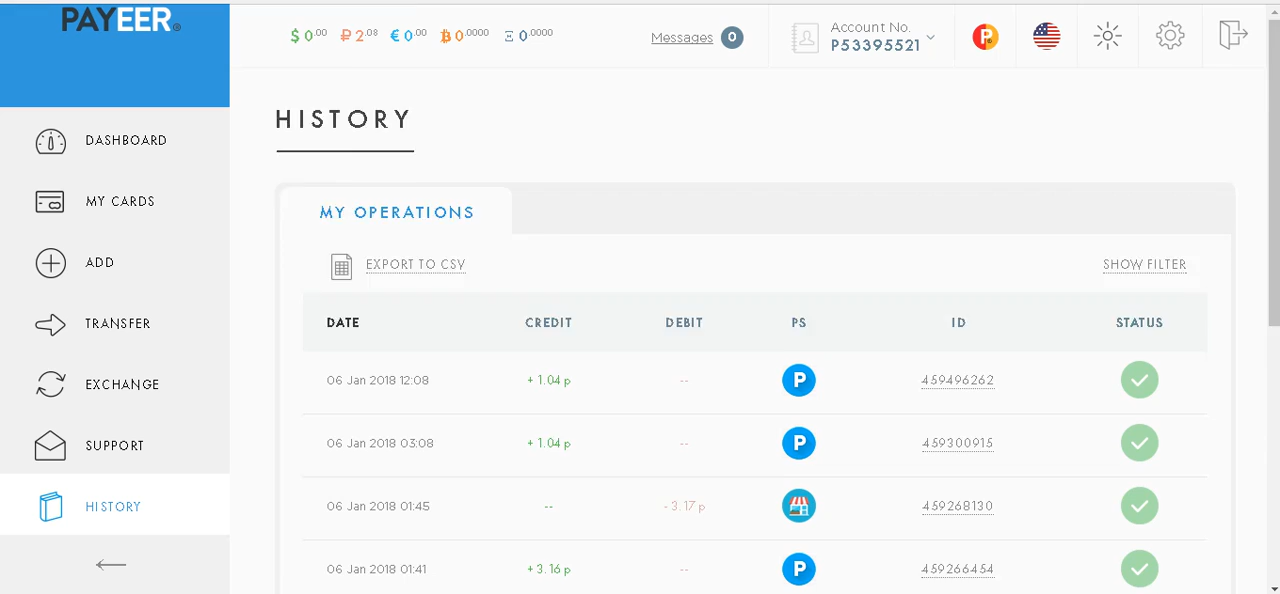 PAYEER®
$ 0.00 ₽ 2.08 € 0.00 ₿ 0.0000 Ξ 0.0000
Messages 0
Account No.
P53395521
DASHBOARD
MY CARDS
ADD
TRANSFER
EXCHANGE
SUPPORT
HISTORY
HISTORY
MY OPERATIONS
EXPORT TO CSV SHOW FILTER
DATE CREDIT DEBIT PS ID STATUS
06 Jan 2018 12:08 + 1.04 р -- P 459496262
06 Jan 2018 03:08 + 1.04 р -- P 459300915
06 Jan 2018 01:45 -- - 3.17 р 459268130
06 Jan 2018 01:41 + 3.16 р -- P 459266454